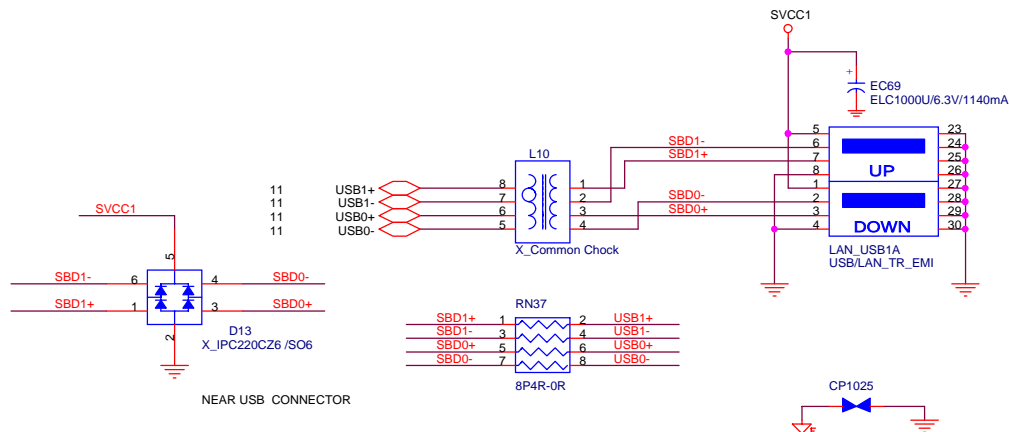 SVCC1
+
EC69
ELC1000U/6.3V/1140mA
5 23
SBD1- 6 24
L10 SBD1+ 7 25
UP
8 26
11 USB1+ 8 1 1 27
11 USB1- 7 2 SBD0- 2 28
11 USB0+ 6 3 SBD0+ 3 29
11 USB0- 5 4 4 30
DOWN
X_Common Chock
LAN_USB1A
USB/LAN_TR_EMI
SVCC1
5
SBD1- 6 4 SBD0-
SBD1+ 1 3 SBD0+
2
D13
X_IPC220CZ6 /SO6
NEAR USB CONNECTOR
RN37
SBD1+ 1 2 USB1+
SBD1- 3 4 USB1-
SBD0+ 5 6 USB0+
SBD0- 7 8 USB0-
8P4R-0R
CP1025